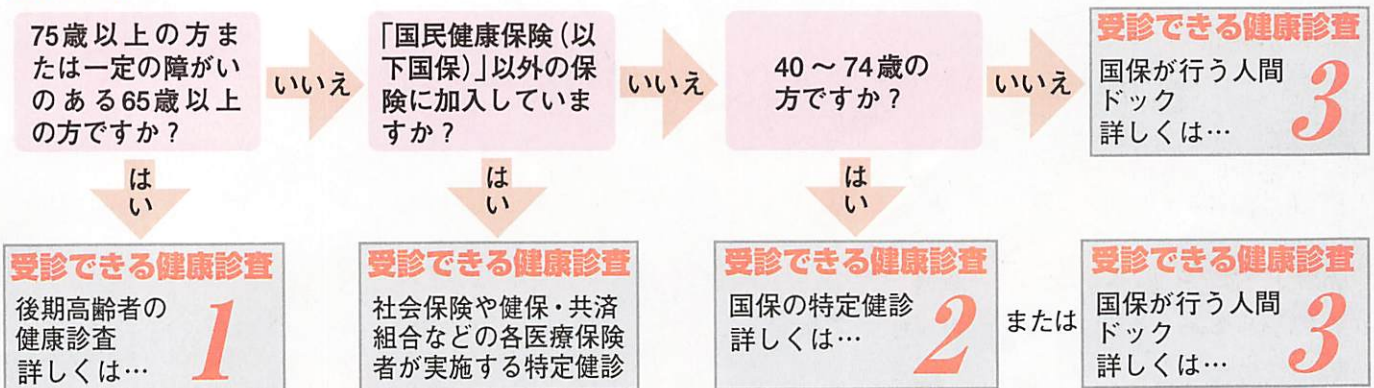 75歳以上の方ま
たは一定の障がい
のある65歳以上
の方ですか？
いいえ
「国民健康保険（以
下国保）」以外の保
険に加入していま
すか？
いいえ
40～74歳の
方ですか？
いいえ
受診できる健康診査
国保が行う人間
ドック
詳しくは…
3
はい
はい
はい
受診できる健康診査
後期高齢者の
健康診査
詳しくは…
1
受診できる健康診査
社会保険や健保・共済
組合などの各医療保険
者が実施する特定健診
受診できる健康診査
国保の特定健診
詳しくは…
2
または
受診できる健康診査
国保が行う人間
ドック
詳しくは…
3